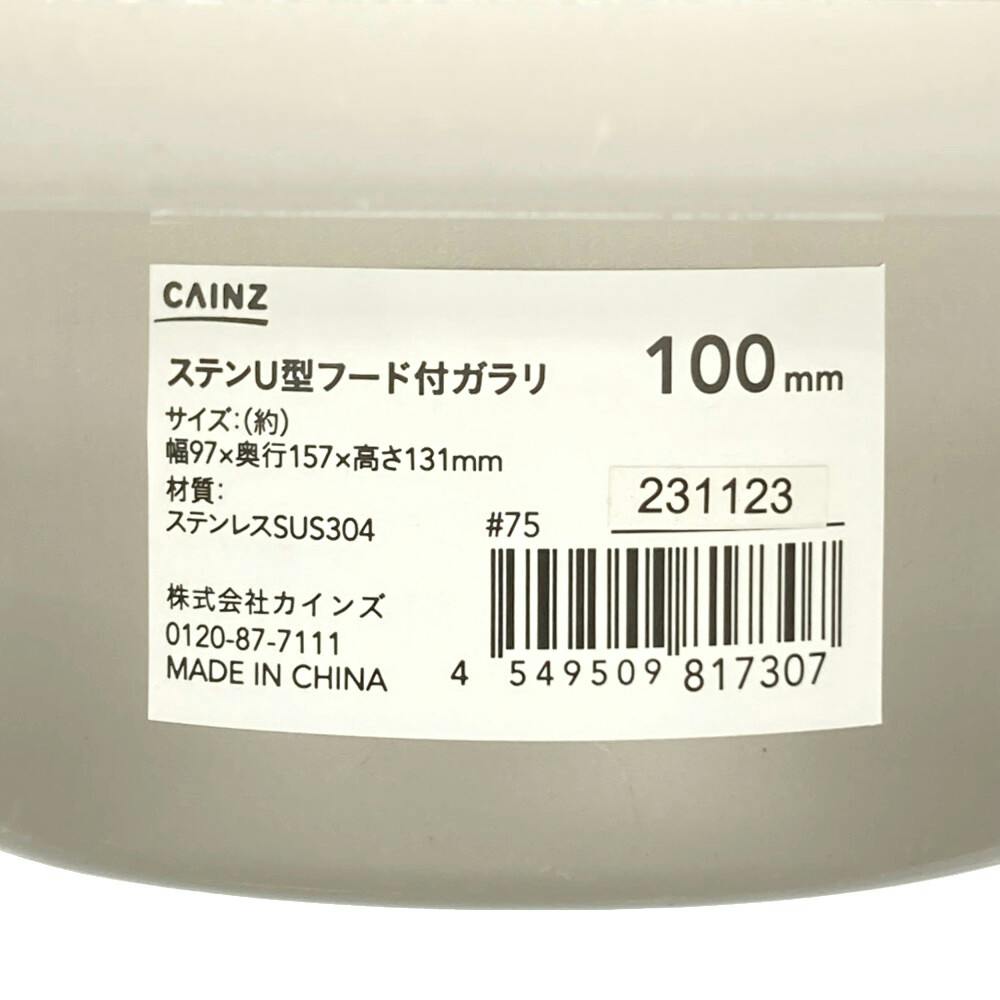 CAINZ
ステンU型フード付ガラリ 100mm
サイズ:(約)
幅97×奥行157×高さ131mm
材質:
ステンレスSUS304
#75
231123
株式会社カインズ
0120-87-7111
MADE IN CHINA
4 549509 817307